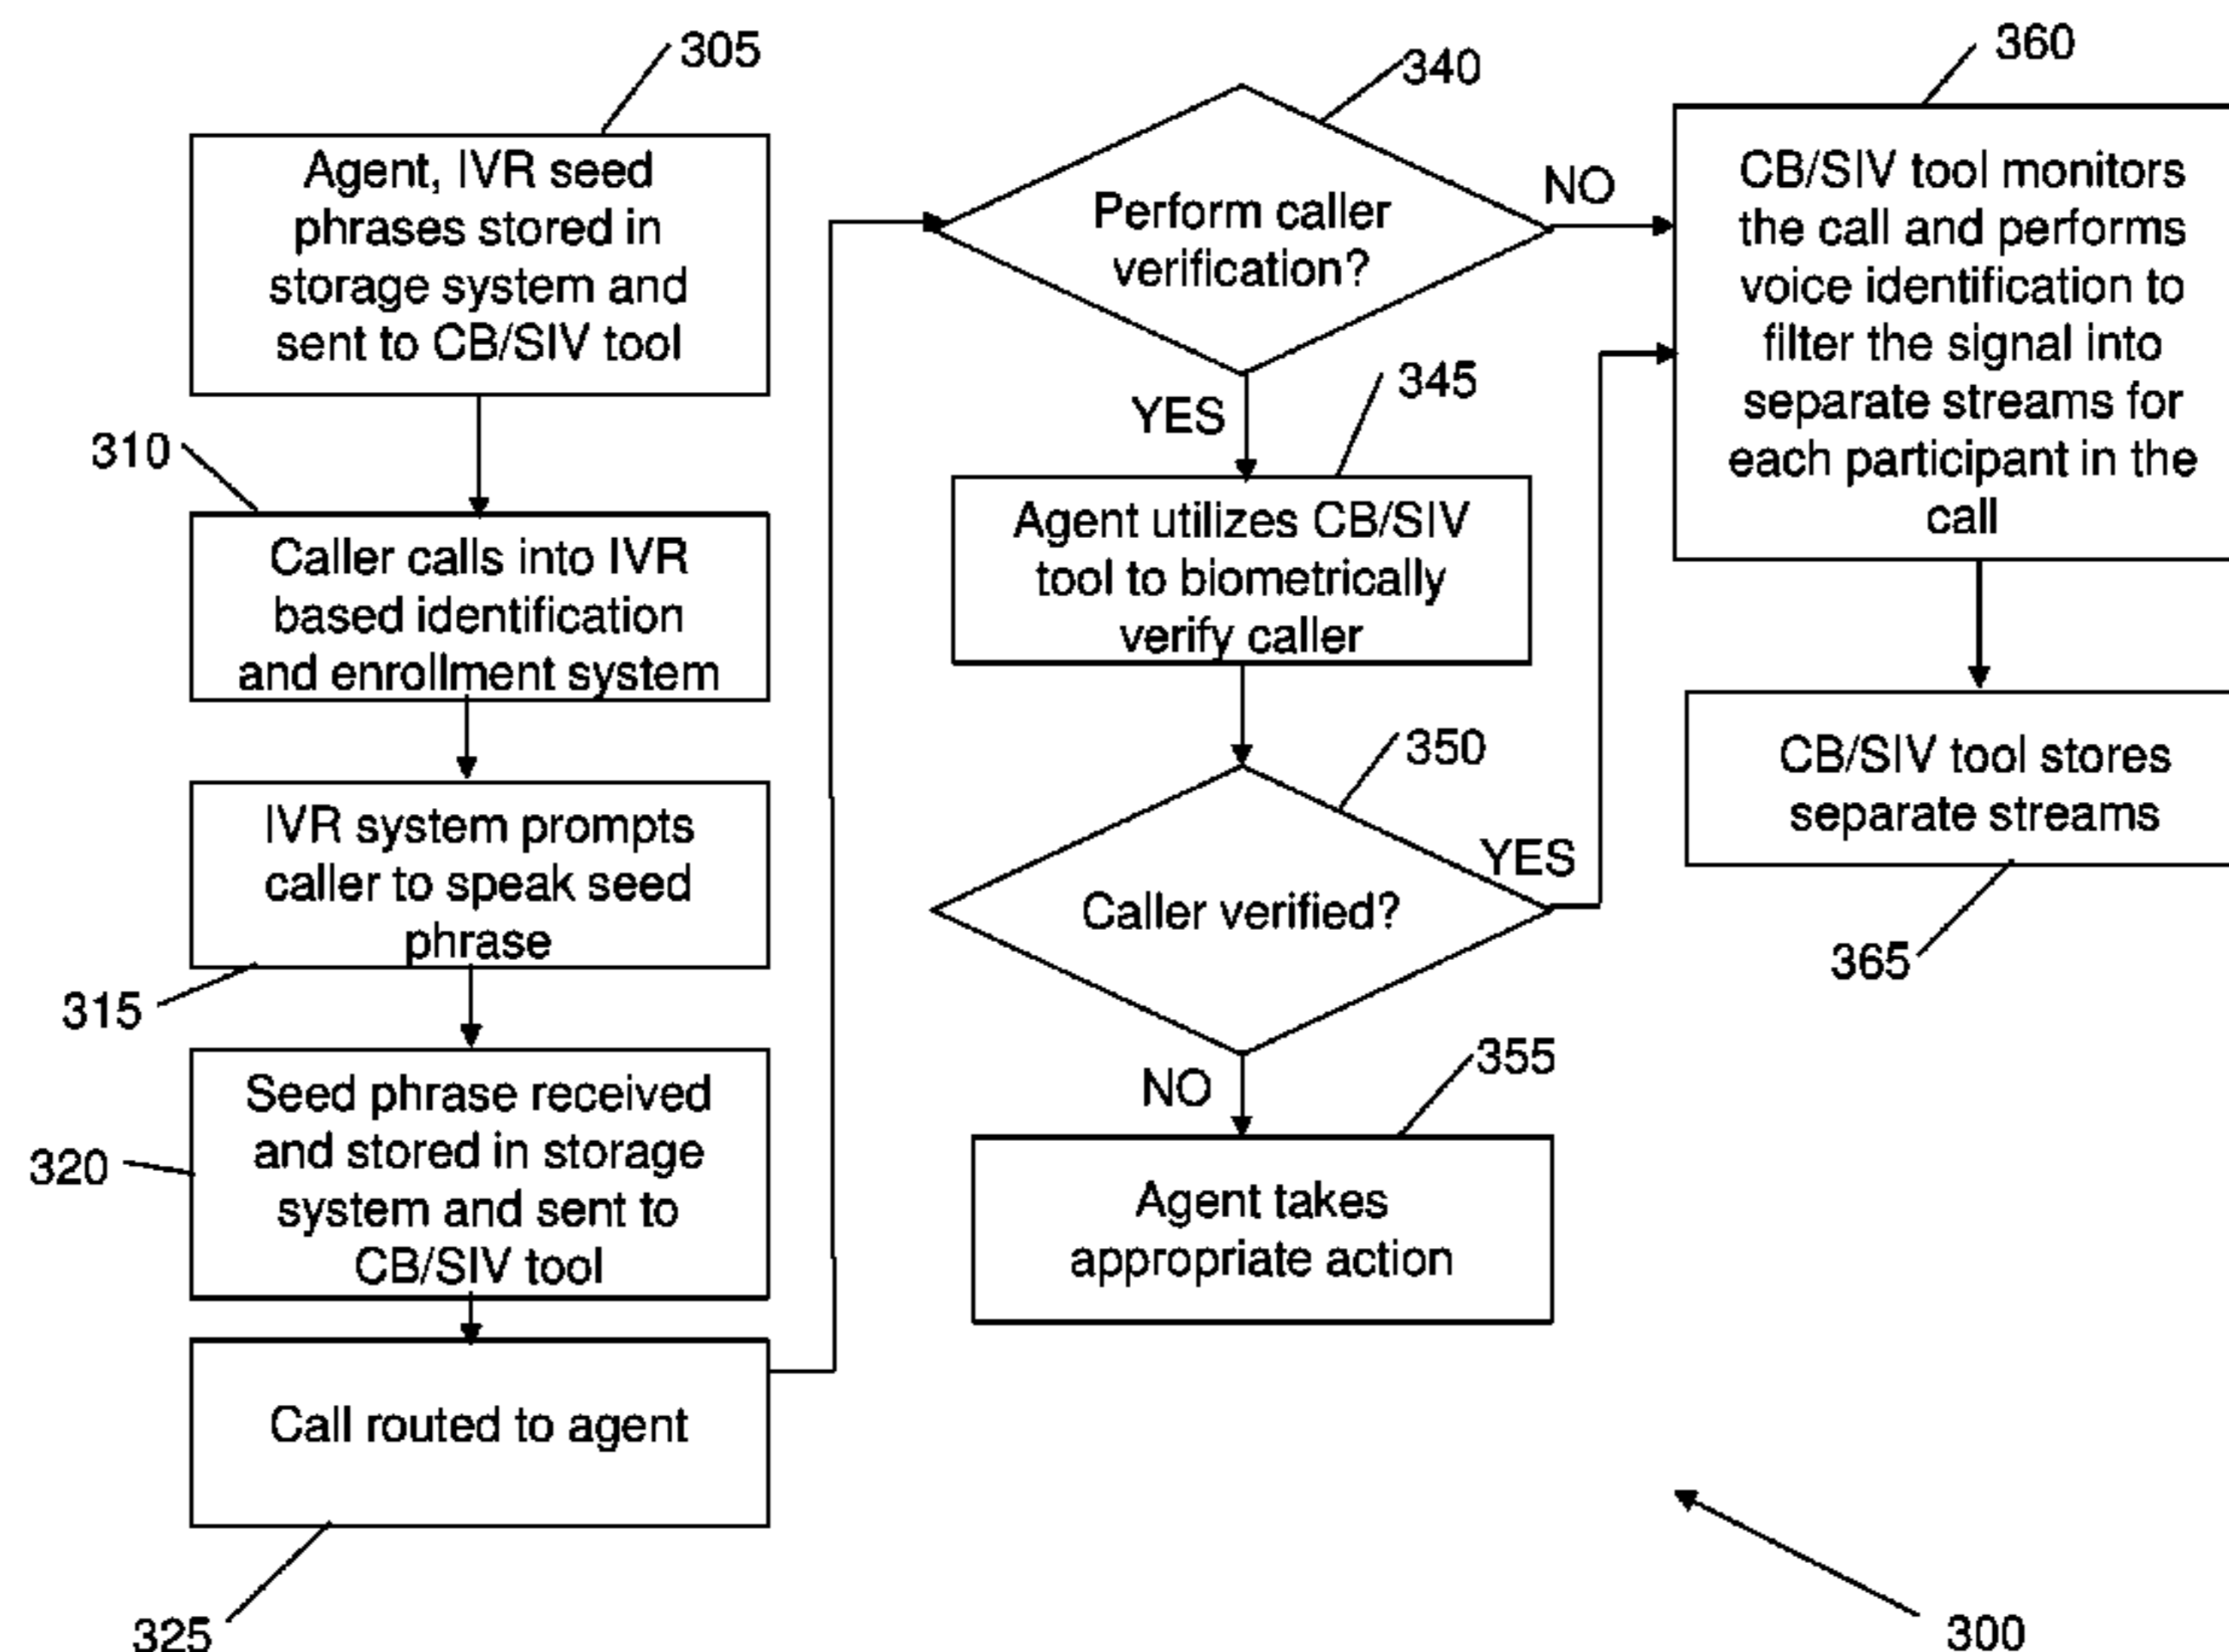 305
Agent, IVR seed
phrases stored in
storage system and
sent to CB/SIV tool
310
Caller calls into IVR
based identification
and enrollment system
IVR system prompts
caller to speak seed
phrase
315
Seed phrase received
and stored in storage
system and sent to
CB/SIV tool
320
Call routed to agent
325
340
Perform caller
verification?
NO
YES
345
Agent utilizes CB/SIV
tool to biometrically
verify caller
350
YES
Caller verified?
NO
355
Agent takes
appropriate action
360
CB/SIV tool monitors
the call and performs
voice identification to
filter the signal into
separate streams for
each participant in the
call
CB/SIV tool stores
separate streams
365
300